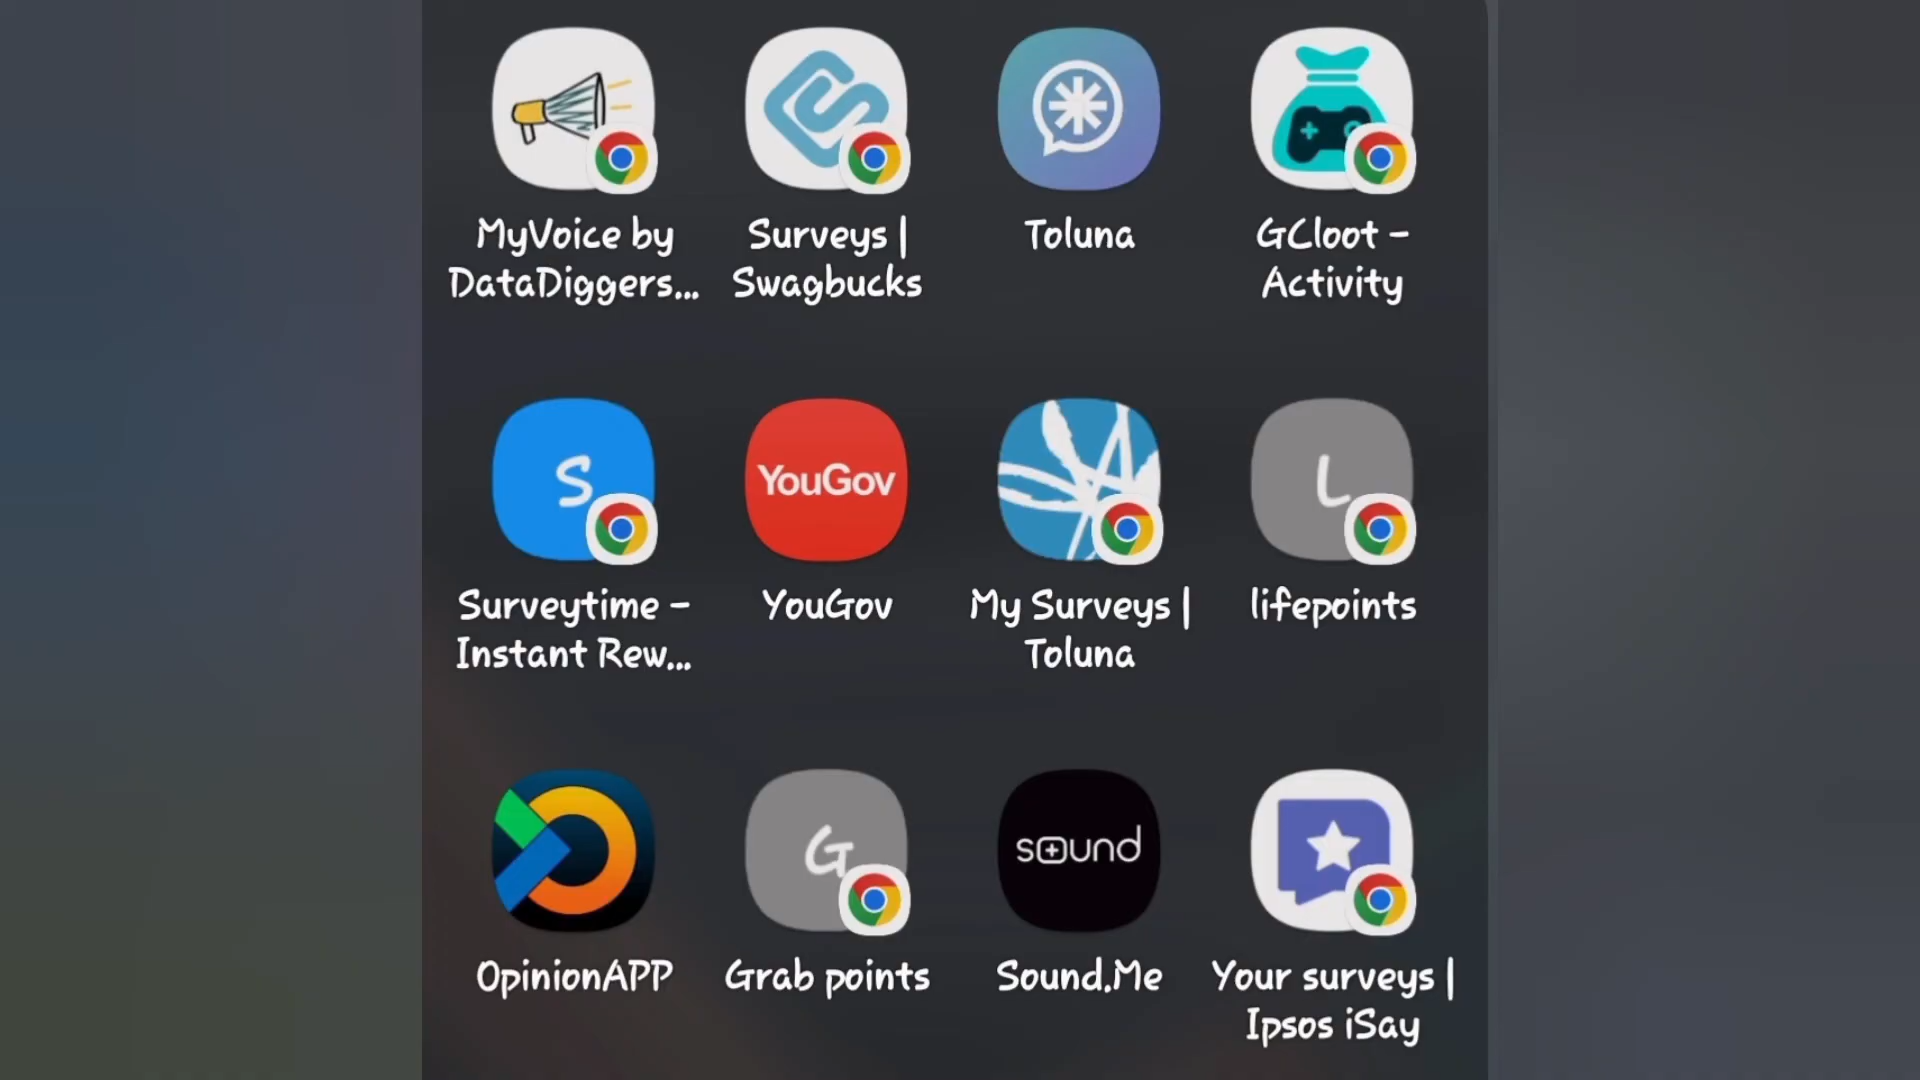 MyVoice by
DataDiggers...
Surveys |
Swagbucks
Toluna
GCloot -
Activity
S
YouGov
L
Surveytime -
Instant Rew...
YouGov
My Surveys |
Toluna
lifepoints
G
sound
OpinionAPP
Grab points
Sound.Me
Your surveys |
Ipsos iSay